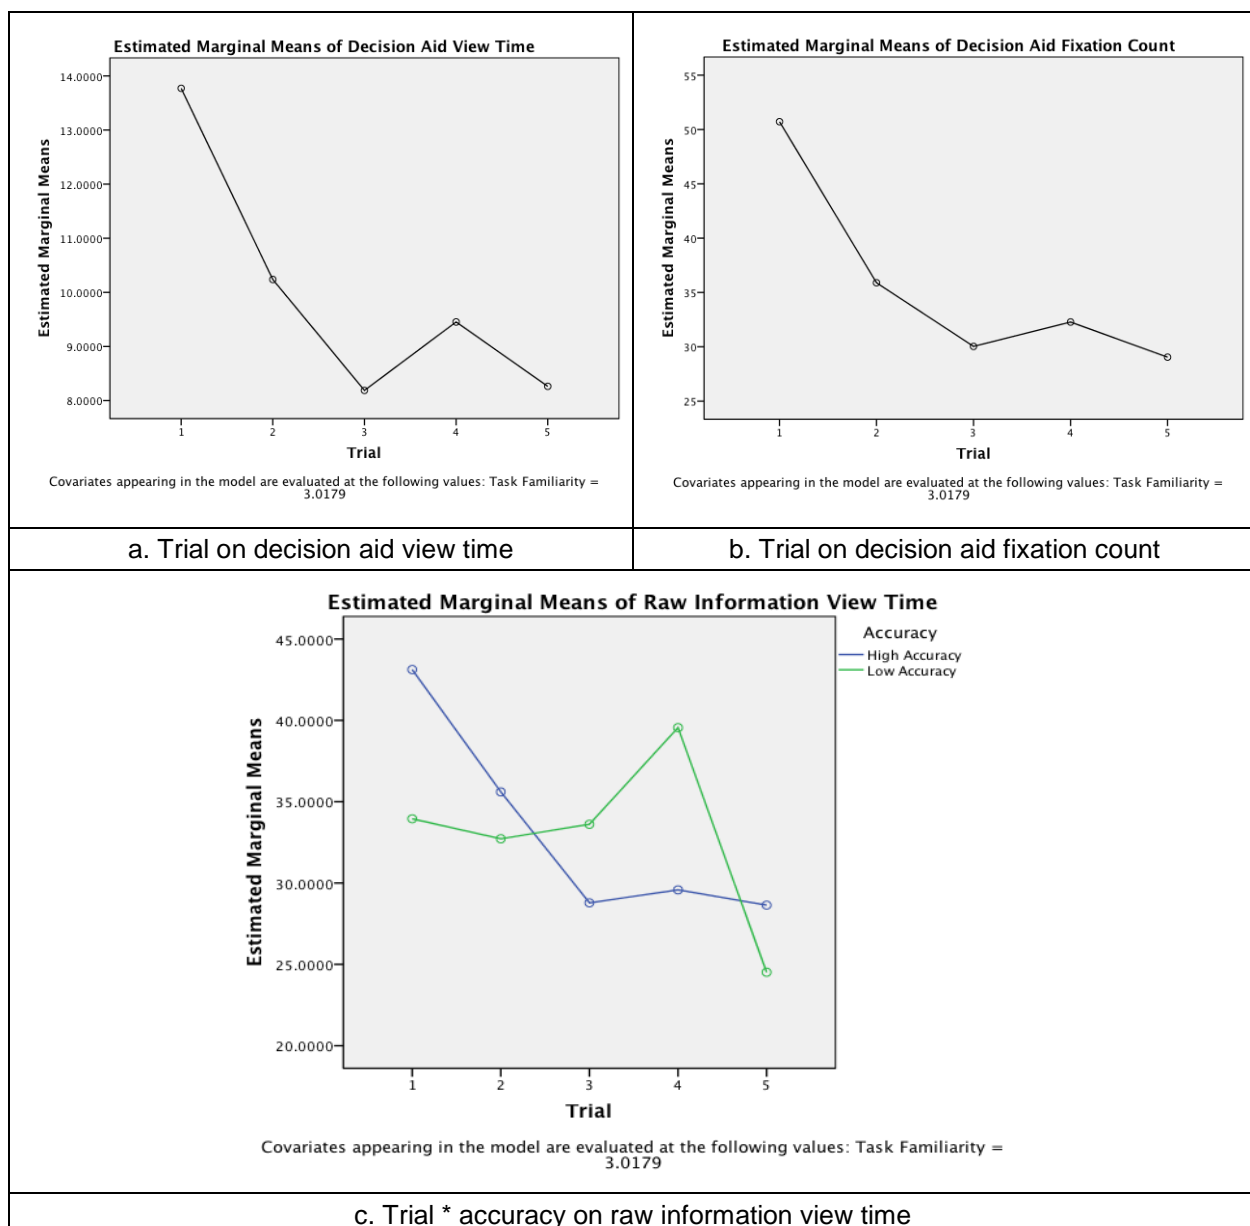 Estimated Marginal Means of Decision Aid View Time
14.0000
13.0000
12.0000
11.0000
10.0000
9.0000
8.0000
Estimated Marginal Means
1 2 3 4 5
Trial
Covariates appearing in the model are evaluated at the following values: Task Familiarity =
3.0179
a. Trial on decision aid view time
Estimated Marginal Means of Decision Aid Fixation Count
55
50
45
40
35
30
25
Estimated Marginal Means
1 2 3 4 5
Trial
Covariates appearing in the model are evaluated at the following values: Task Familiarity =
3.0179
b. Trial on decision aid fixation count
Estimated Marginal Means of Raw Information View Time
Accuracy
High Accuracy
Low Accuracy
45.0000
40.0000
35.0000
30.0000
25.0000
20.0000
Estimated Marginal Means
1 2 3 4 5
Trial
Covariates appearing in the model are evaluated at the following values: Task Familiarity =
3.0179
c. Trial * accuracy on raw information view time